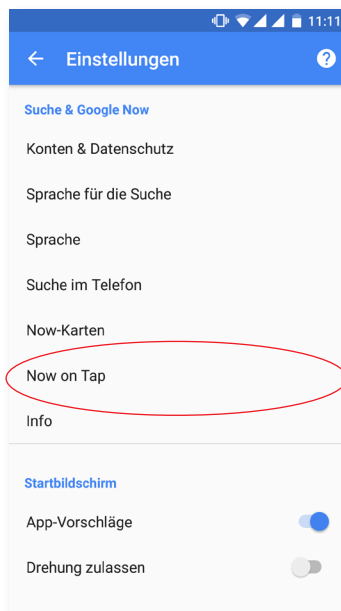 11:11
Einstellungen
Suche & Google Now
Konten & Datenschutz
Sprache für die Suche
Sprache
Suche im Telefon
Now-Karten
Now on Tap
Info
Startbildschirm
App-Vorschläge
Drehung zulassen